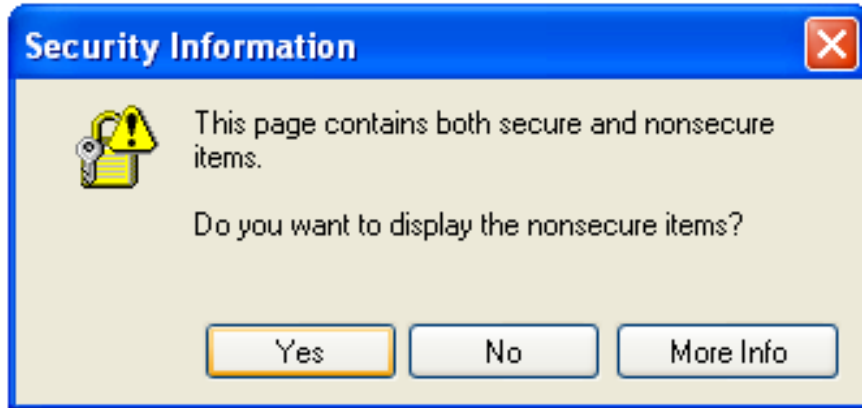 Security Information
This page contains both secure and nonsecure
items.
Do you want to display the nonsecure items?
Yes No More Info